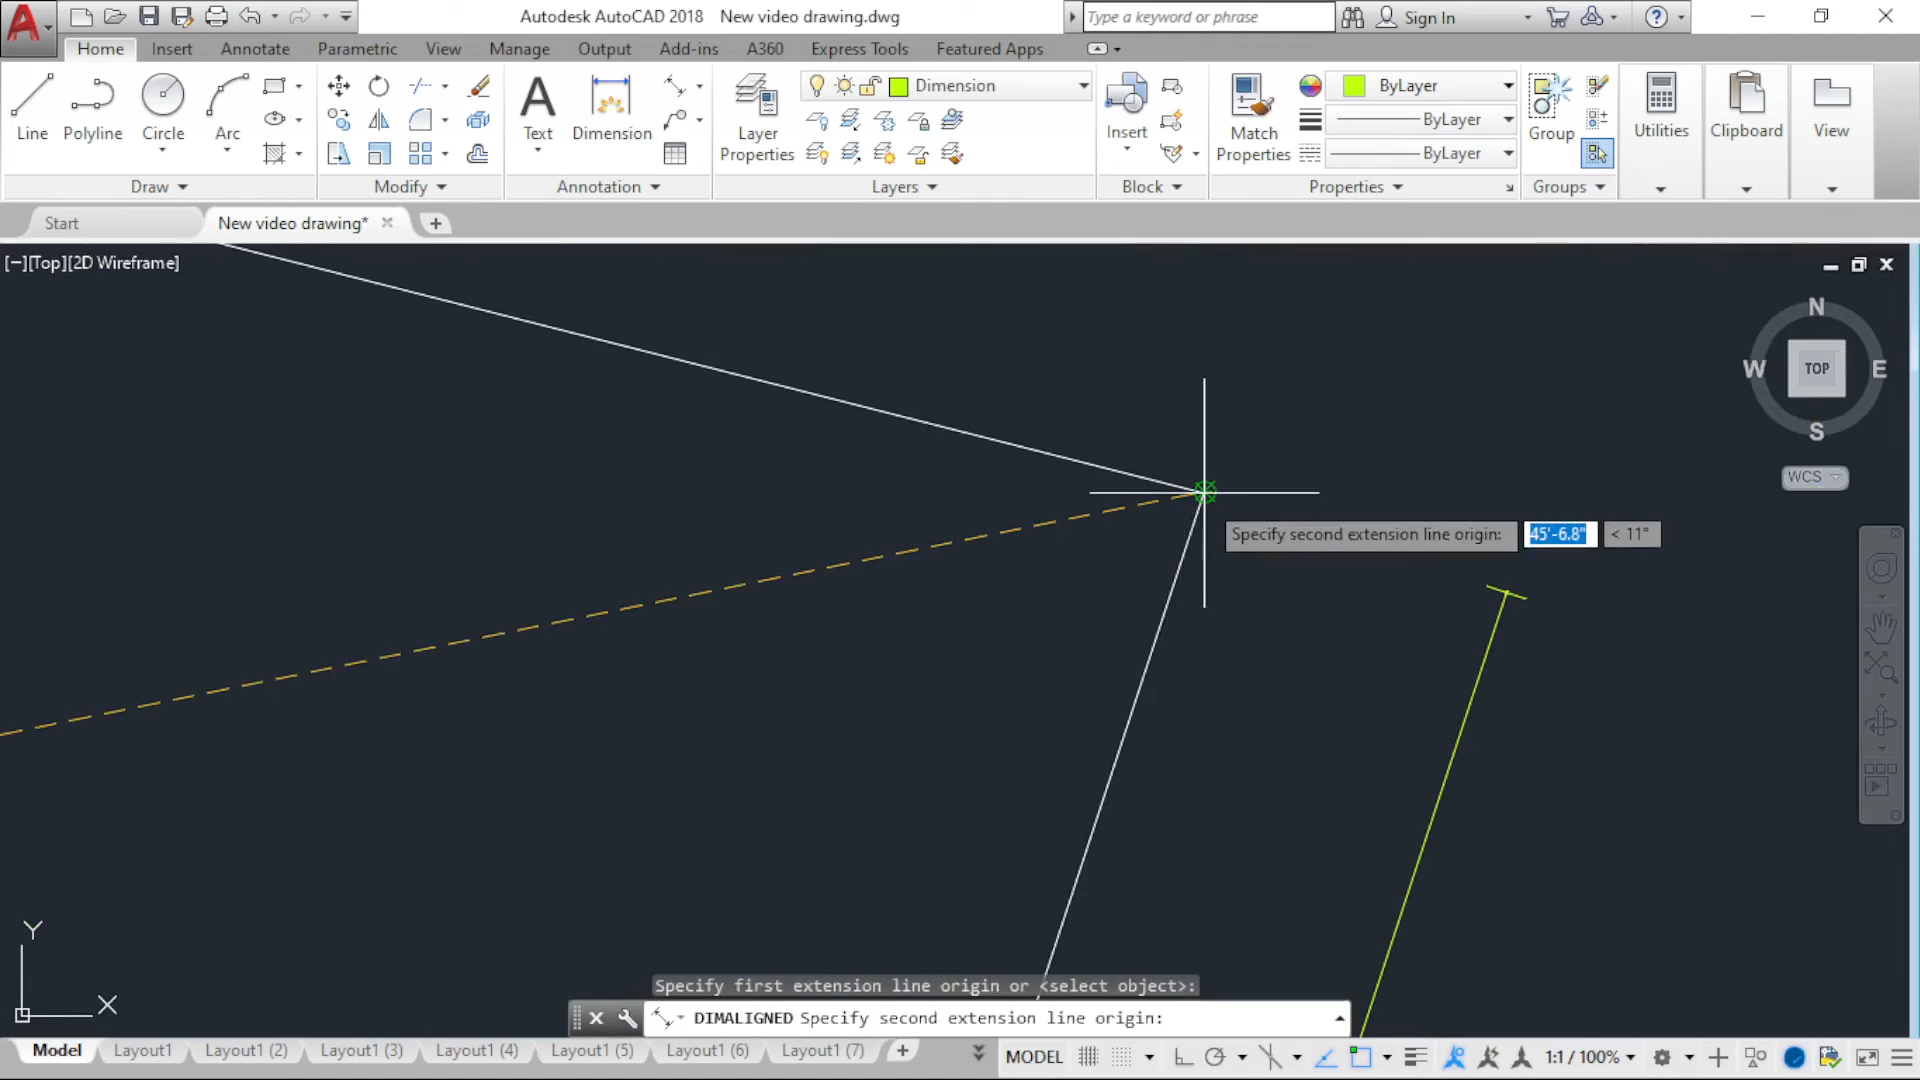 Autodesk AutoCAD 2018 New video drawing.dwg
Type a keyword or phrase
Sign In
Home Insert Annotate Parametric View Manage Output Add-ins A360 Express Tools Featured Apps
Dimension
ByLayer
ByLayer
ByLayer
Line Polyline Circle Arc
Text Dimension
Layer Properties
Insert
Match Properties
Group
Utilities
Clipboard
View
Draw Modify Annotation Layers Block Properties Groups
Start New video drawing*
[−][Top][2D Wireframe]
N
W TOP E
S
WCS
Specify second extension line origin: 45'-6.8" < 11°
Y
X
Specify first extension line origin or <select object>:
DIMALIGNED Specify second extension line origin:
Model Layout1 Layout1 (2) Layout1 (3) Layout1 (4) Layout1 (5) Layout1 (6) Layout1 (7)
MODEL 1:1 / 100%